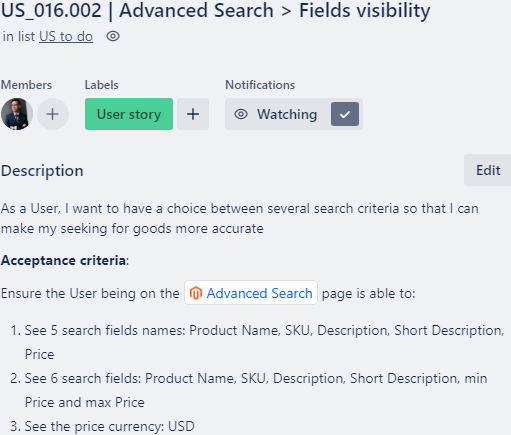 US_016.002 | Advanced Search > Fields visibility
in list US to do
Members
Labels
Notifications
+
User story
+
Watching
Description
Edit
As a User, I want to have a choice between several search criteria so that I can
make my seeking for goods more accurate
Acceptance criteria:
Ensure the User being on the Advanced Search page is able to:
1. See 5 search fields names: Product Name, SKU, Description, Short Description,
Price
2. See 6 search fields: Product Name, SKU, Description, Short Description, min
Price and max Price
3. See the price currency: USD